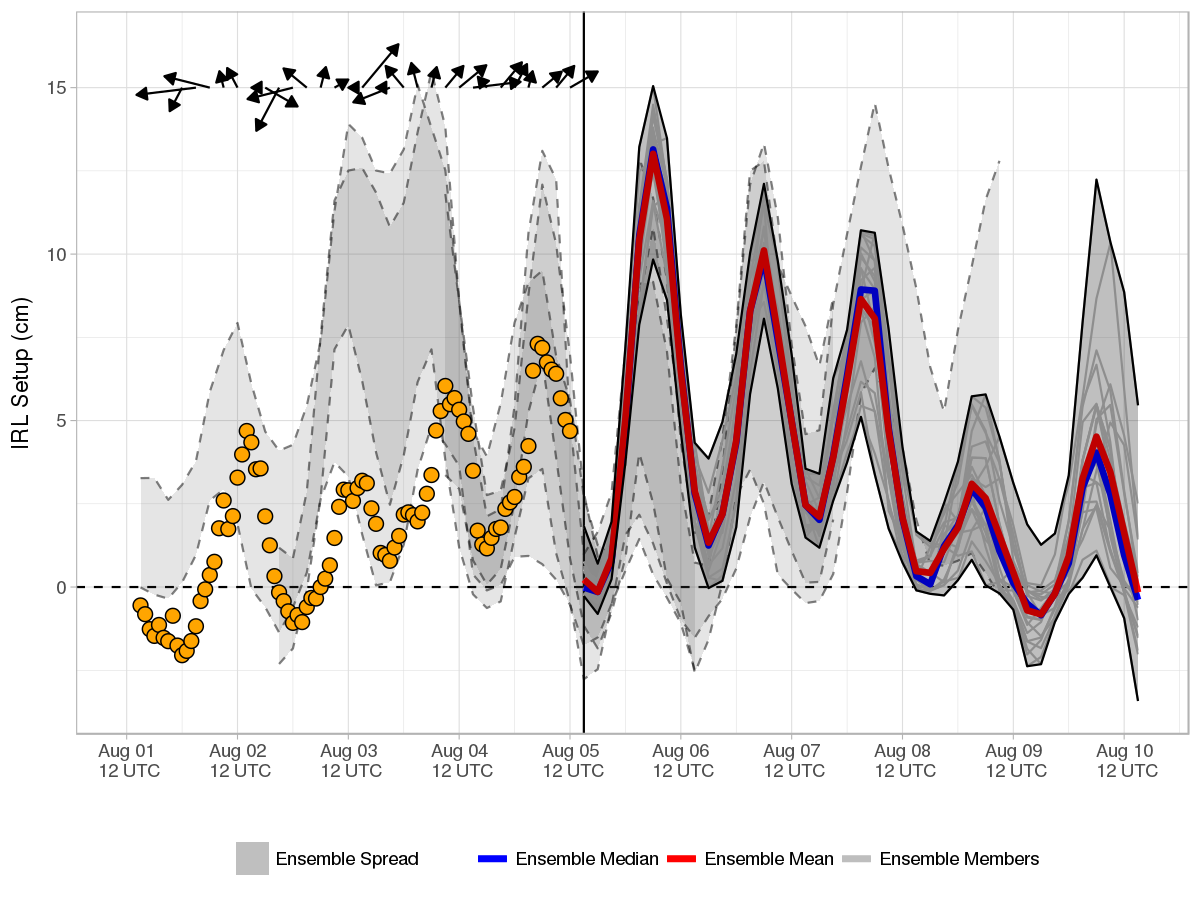 IRL Setup (cm)
15
10
5
0
Aug 01 Aug 02 Aug 03 Aug 04 Aug 05 Aug 06 Aug 07 Aug 08 Aug 09 Aug 10
12 UTC 12 UTC 12 UTC 12 UTC 12 UTC 12 UTC 12 UTC 12 UTC 12 UTC 12 UTC
Ensemble Spread Ensemble Median Ensemble Mean Ensemble Members